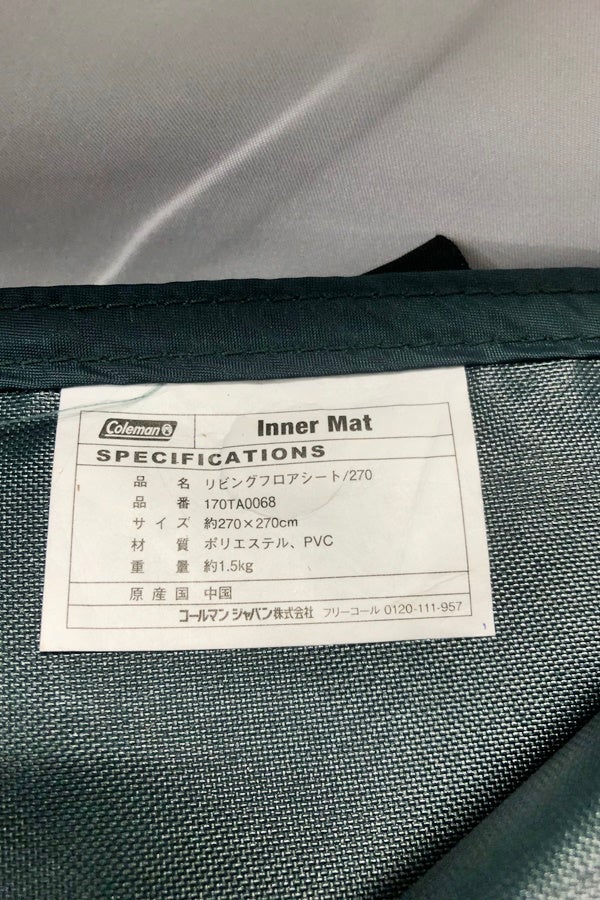 Coleman Inner Mat
SPECIFICATIONS
品 名 リビングフロアシート/270
品 番 170TA0068
サイズ 約270×270cm
材 質 ポリエステル、PVC
重 量 約1.5kg
原産国 中国
コールマン ジャパン株式会社 フリーコール 0120-111-957